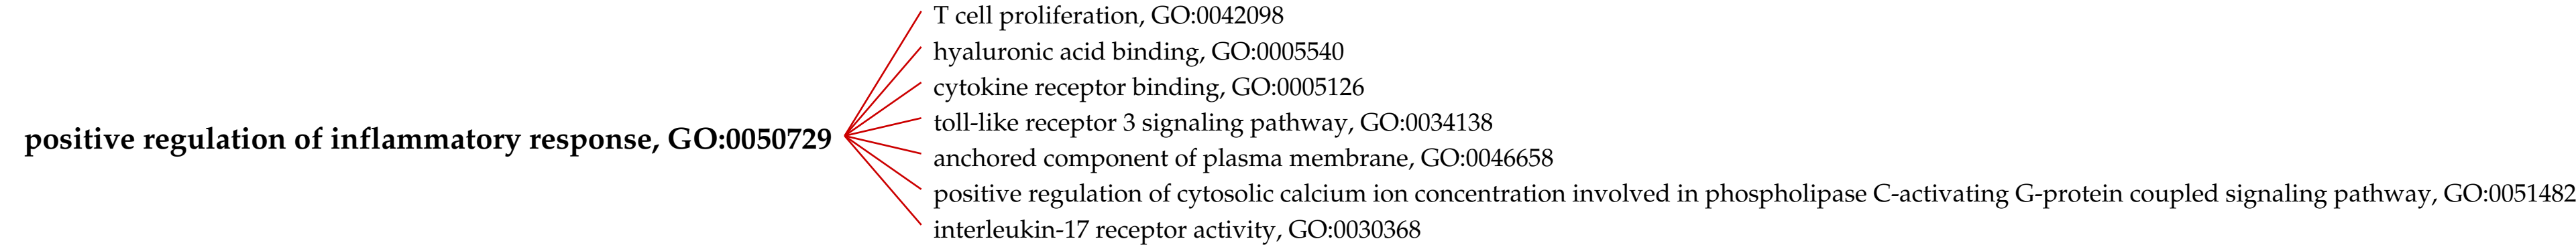 T cell proliferation, GO:0042098
hyaluronic acid binding, GO:0005540
cytokine receptor binding, GO:0005126
toll-like receptor 3 signaling pathway, GO:0034138
positive regulation of inflammatory response, GO:0050729
anchored component of plasma membrane, GO:0046658
positive regulation of cytosolic calcium ion concentration involved in phospholipase C-activating G-protein coupled signaling pathway, GO:0051482
interleukin-17 receptor activity, GO:0030368